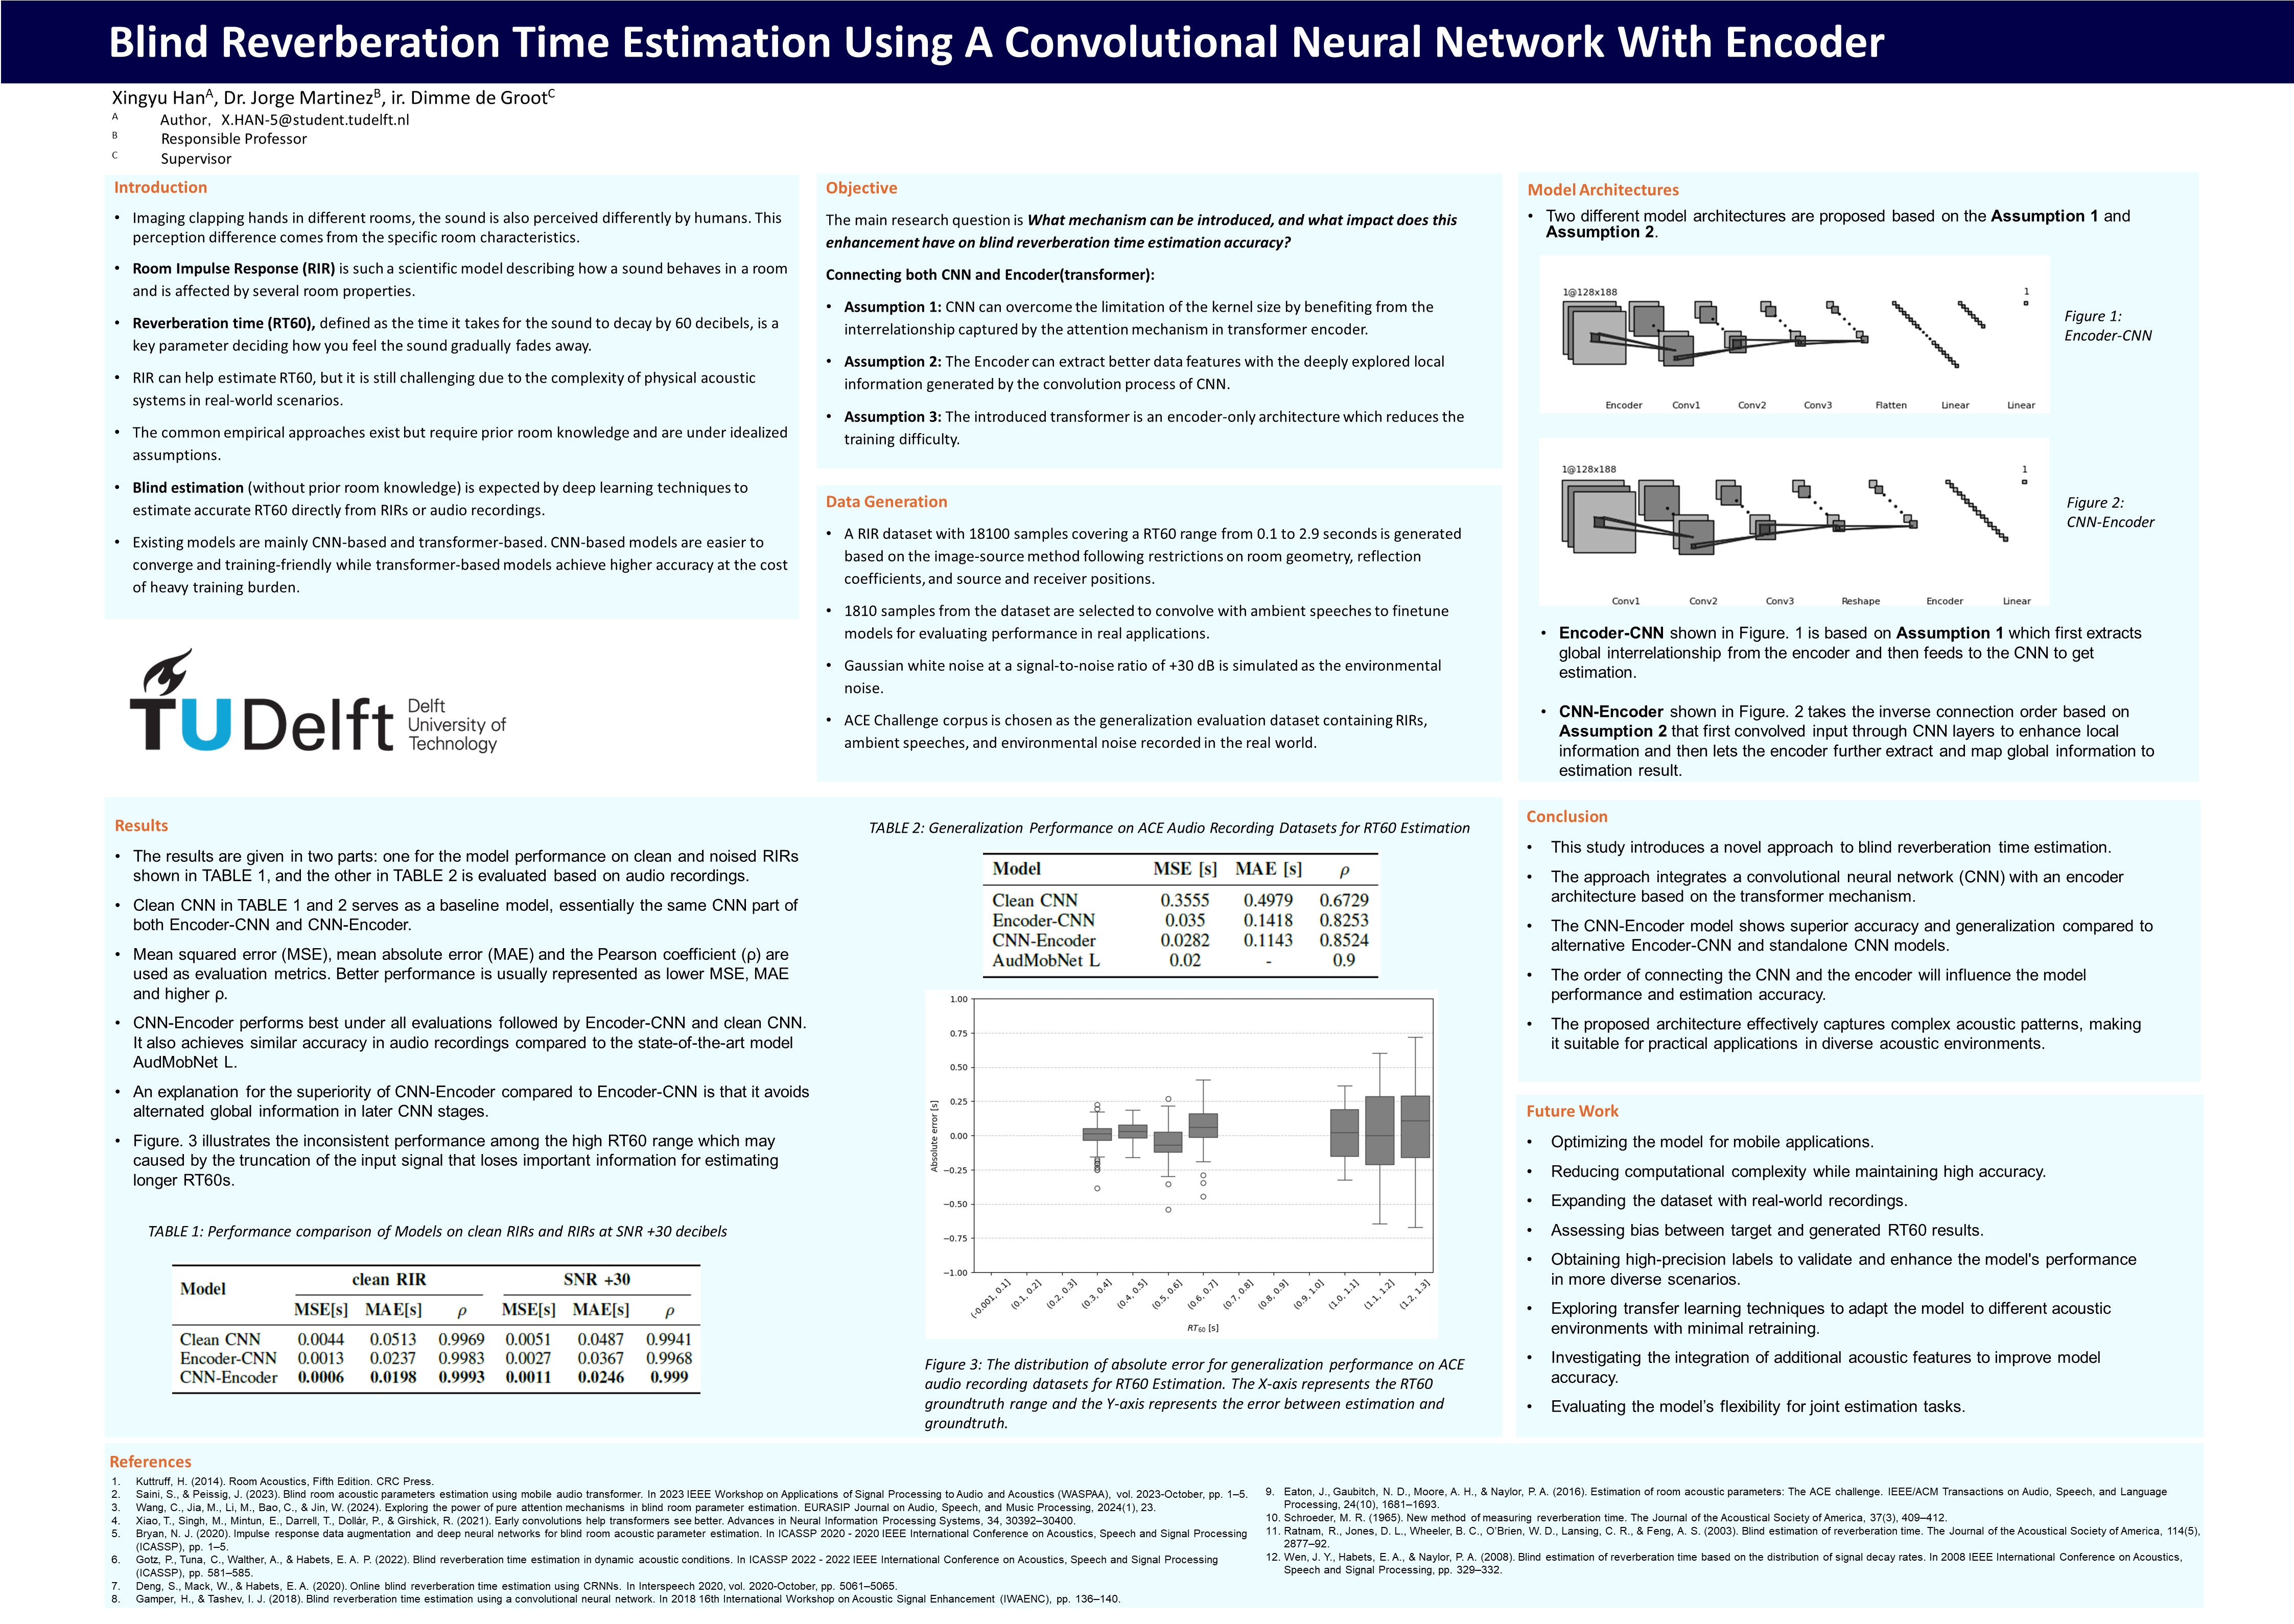 Blind Reverberation Time Estimation Using A Convolutional Neural Network With Encoder
Xingyu HanA, Dr. Jorge MartinezB, ir. Dimme de GrootC
A Author, X.HAN-5@student.tudelft.nl
B Responsible Professor
C Supervisor
Introduction
• Imaging clapping hands in different rooms, the sound is also perceived differently by humans. This
perception difference comes from the specific room characteristics.
• Room Impulse Response (RIR) is such a scientific model describing how a sound behaves in a room
and is affected by several room properties.
• Reverberation time (RT60), defined as the time it takes for the sound to decay by 60 decibels, is a
key parameter deciding how you feel the sound gradually fades away.
• RIR can help estimate RT60, but it is still challenging due to the complexity of physical acoustic
systems in real-world scenarios.
• The common empirical approaches exist but require prior room knowledge and are under idealized
assumptions.
• Blind estimation (without prior room knowledge) is expected by deep learning techniques to
estimate accurate RT60 directly from RIRs or audio recordings.
• Existing models are mainly CNN-based and transformer-based. CNN-based models are easier to
converge and training-friendly while transformer-based models achieve higher accuracy at the cost
of heavy training burden.
TUDelft
Delft
University of
Technology
Objective
The main research question is What mechanism can be introduced, and what impact does this
enhancement have on blind reverberation time estimation accuracy?
Connecting both CNN and Encoder(transformer):
• Assumption 1: CNN can overcome the limitation of the kernel size by benefiting from the
interrelationship captured by the attention mechanism in transformer encoder.
• Assumption 2: The Encoder can extract better data features with the deeply explored local
information generated by the convolution process of CNN.
• Assumption 3: The introduced transformer is an encoder-only architecture which reduces the
training difficulty.
Data Generation
• A RIR dataset with 18100 samples covering a RT60 range from 0.1 to 2.9 seconds is generated
based on the image-source method following restrictions on room geometry, reflection
coefficients, and source and receiver positions.
• 1810 samples from the dataset are selected to convolve with ambient speeches to finetune
models for evaluating performance in real applications.
• Gaussian white noise at a signal-to-noise ratio of +30 dB is simulated as the environmental
noise.
• ACE Challenge corpus is chosen as the generalization evaluation dataset containing RIRs,
ambient speeches, and environmental noise recorded in the real world.
Model Architectures
• Two different model architectures are proposed based on the Assumption 1 and
Assumption 2.
1@128x188 1
Encoder Conv1 Conv2 Conv3 Flatten Linear Linear
Figure 1:
Encoder-CNN
1@128x188 1
Conv1 Conv2 Conv3 Reshape Encoder Linear
Figure 2:
CNN-Encoder
• Encoder-CNN shown in Figure. 1 is based on Assumption 1 which first extracts
global interrelationship from the encoder and then feeds to the CNN to get
estimation.
• CNN-Encoder shown in Figure. 2 takes the inverse connection order based on
Assumption 2 that first convolved input through CNN layers to enhance local
information and then lets the encoder further extract and map global information to
estimation result.
Results
• The results are given in two parts: one for the model performance on clean and noised RIRs
shown in TABLE 1, and the other in TABLE 2 is evaluated based on audio recordings.
• Clean CNN in TABLE 1 and 2 serves as a baseline model, essentially the same CNN part of
both Encoder-CNN and CNN-Encoder.
• Mean squared error (MSE), mean absolute error (MAE) and the Pearson coefficient (ρ) are
used as evaluation metrics. Better performance is usually represented as lower MSE, MAE
and higher ρ.
• CNN-Encoder performs best under all evaluations followed by Encoder-CNN and clean CNN.
It also achieves similar accuracy in audio recordings compared to the state-of-the-art model
AudMobNet L.
• An explanation for the superiority of CNN-Encoder compared to Encoder-CNN is that it avoids
alternated global information in later CNN stages.
• Figure. 3 illustrates the inconsistent performance among the high RT60 range which may
caused by the truncation of the input signal that loses important information for estimating
longer RT60s.
TABLE 1: Performance comparison of Models on clean RIRs and RIRs at SNR +30 decibels
Model clean RIR SNR +30
MSE[s] MAE[s] ρ MSE[s] MAE[s] ρ
Clean CNN 0.0044 0.0513 0.9969 0.0051 0.0487 0.9941
Encoder-CNN 0.0013 0.0237 0.9983 0.0027 0.0367 0.9968
CNN-Encoder 0.0006 0.0198 0.9993 0.0011 0.0246 0.999
TABLE 2: Generalization Performance on ACE Audio Recording Datasets for RT60 Estimation
Model MSE [s] MAE [s] ρ
Clean CNN 0.3555 0.4979 0.6729
Encoder-CNN 0.035 0.1418 0.8253
CNN-Encoder 0.0282 0.1143 0.8524
AudMobNet L 0.02 - 0.9
1.00
0.75
0.50
0.25
0.00
−0.25
−0.50
−0.75
−1.00
Absolute error [s]
(-0.001, 0.1] (0.1, 0.2] (0.2, 0.3] (0.3, 0.4] (0.4, 0.5] (0.5, 0.6] (0.6, 0.7] (0.7, 0.8] (0.8, 0.9] (0.9, 1.0] (1.0, 1.1] (1.1, 1.2] (1.2, 1.3]
RT60 [s]
Figure 3: The distribution of absolute error for generalization performance on ACE
audio recording datasets for RT60 Estimation. The X-axis represents the RT60
groundtruth range and the Y-axis represents the error between estimation and
groundtruth.
Conclusion
• This study introduces a novel approach to blind reverberation time estimation.
• The approach integrates a convolutional neural network (CNN) with an encoder
architecture based on the transformer mechanism.
• The CNN-Encoder model shows superior accuracy and generalization compared to
alternative Encoder-CNN and standalone CNN models.
• The order of connecting the CNN and the encoder will influence the model
performance and estimation accuracy.
• The proposed architecture effectively captures complex acoustic patterns, making
it suitable for practical applications in diverse acoustic environments.
Future Work
• Optimizing the model for mobile applications.
• Reducing computational complexity while maintaining high accuracy.
• Expanding the dataset with real-world recordings.
• Assessing bias between target and generated RT60 results.
• Obtaining high-precision labels to validate and enhance the model's performance
in more diverse scenarios.
• Exploring transfer learning techniques to adapt the model to different acoustic
environments with minimal retraining.
• Investigating the integration of additional acoustic features to improve model
accuracy.
• Evaluating the model’s flexibility for joint estimation tasks.
References
1. Kuttruff, H. (2014). Room Acoustics, Fifth Edition. CRC Press.
2. Saini, S., & Peissig, J. (2023). Blind room acoustic parameters estimation using mobile audio transformer. In 2023 IEEE Workshop on Applications of Signal Processing to Audio and Acoustics (WASPAA), vol. 2023-October, pp. 1–5.
3. Wang, C., Jia, M., Li, M., Bao, C., & Jin, W. (2024). Exploring the power of pure attention mechanisms in blind room parameter estimation. EURASIP Journal on Audio, Speech, and Music Processing, 2024(1), 23.
4. Xiao, T., Singh, M., Mintun, E., Darrell, T., Dollár, P., & Girshick, R. (2021). Early convolutions help transformers see better. Advances in Neural Information Processing Systems, 34, 30392–30400.
5. Bryan, N. J. (2020). Impulse response data augmentation and deep neural networks for blind room acoustic parameter estimation. In ICASSP 2020 - 2020 IEEE International Conference on Acoustics, Speech and Signal Processing
(ICASSP), pp. 1–5.
6. Gotz, P., Tuna, C., Walther, A., & Habets, E. A. P. (2022). Blind reverberation time estimation in dynamic acoustic conditions. In ICASSP 2022 - 2022 IEEE International Conference on Acoustics, Speech and Signal Processing
(ICASSP), pp. 581–585.
7. Deng, S., Mack, W., & Habets, E. A. (2020). Online blind reverberation time estimation using CRNNs. In Interspeech 2020, vol. 2020-October, pp. 5061–5065.
8. Gamper, H., & Tashev, I. J. (2018). Blind reverberation time estimation using a convolutional neural network. In 2018 16th International Workshop on Acoustic Signal Enhancement (IWAENC), pp. 136–140.
9. Eaton, J., Gaubitch, N. D., Moore, A. H., & Naylor, P. A. (2016). Estimation of room acoustic parameters: The ACE challenge. IEEE/ACM Transactions on Audio, Speech, and Language
Processing, 24(10), 1681–1693.
10. Schroeder, M. R. (1965). New method of measuring reverberation time. The Journal of the Acoustical Society of America, 37(3), 409–412.
11. Ratnam, R., Jones, D. L., Wheeler, B. C., O’Brien, W. D., Lansing, C. R., & Feng, A. S. (2003). Blind estimation of reverberation time. The Journal of the Acoustical Society of America, 114(5),
2877–92.
12. Wen, J. Y., Habets, E. A., & Naylor, P. A. (2008). Blind estimation of reverberation time based on the distribution of signal decay rates. In 2008 IEEE International Conference on Acoustics,
Speech and Signal Processing, pp. 329–332.